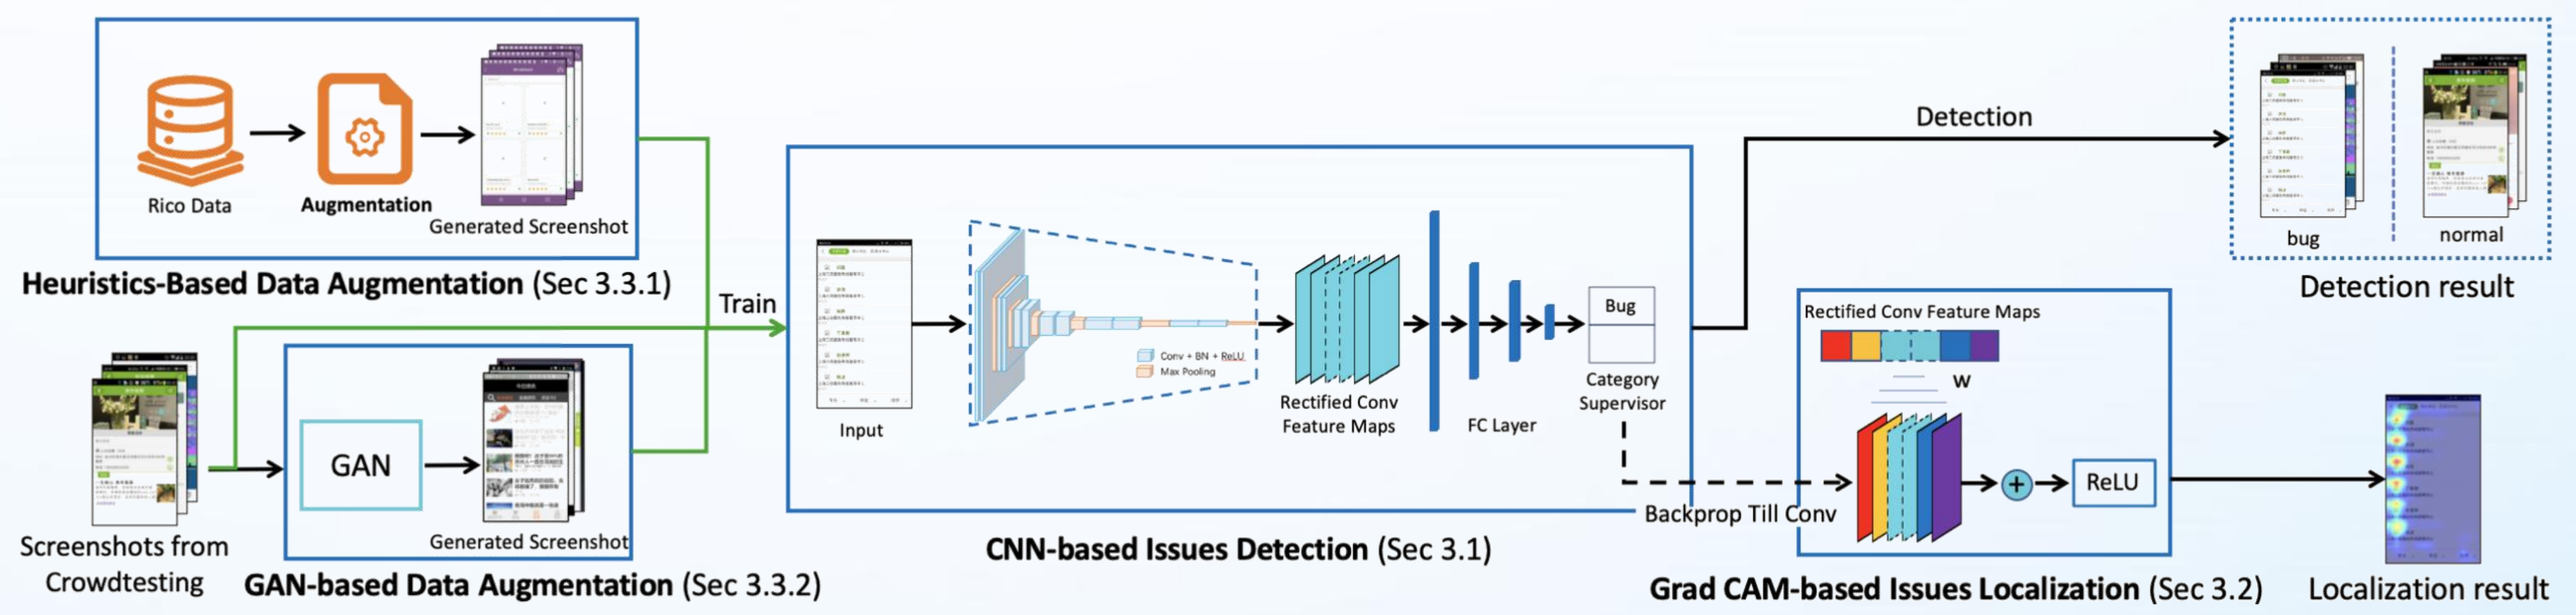 Rico Data
Augmentation
Generated Screenshot
Heuristics-Based Data Augmentation (Sec 3.3.1)
Screenshots from
Crowdtesting
GAN
Generated Screenshot
GAN-based Data Augmentation (Sec 3.3.2)
Train
Input
Conv + BN + ReLU
Max Pooling
Rectified Conv
Feature Maps
FC Layer
Bug
Category
Supervisor
CNN-based Issues Detection (Sec 3.1)
Backprop Till Conv
Detection
bug
normal
Detection result
Rectified Conv Feature Maps
W
+
ReLU
Grad CAM-based Issues Localization (Sec 3.2)
Localization result